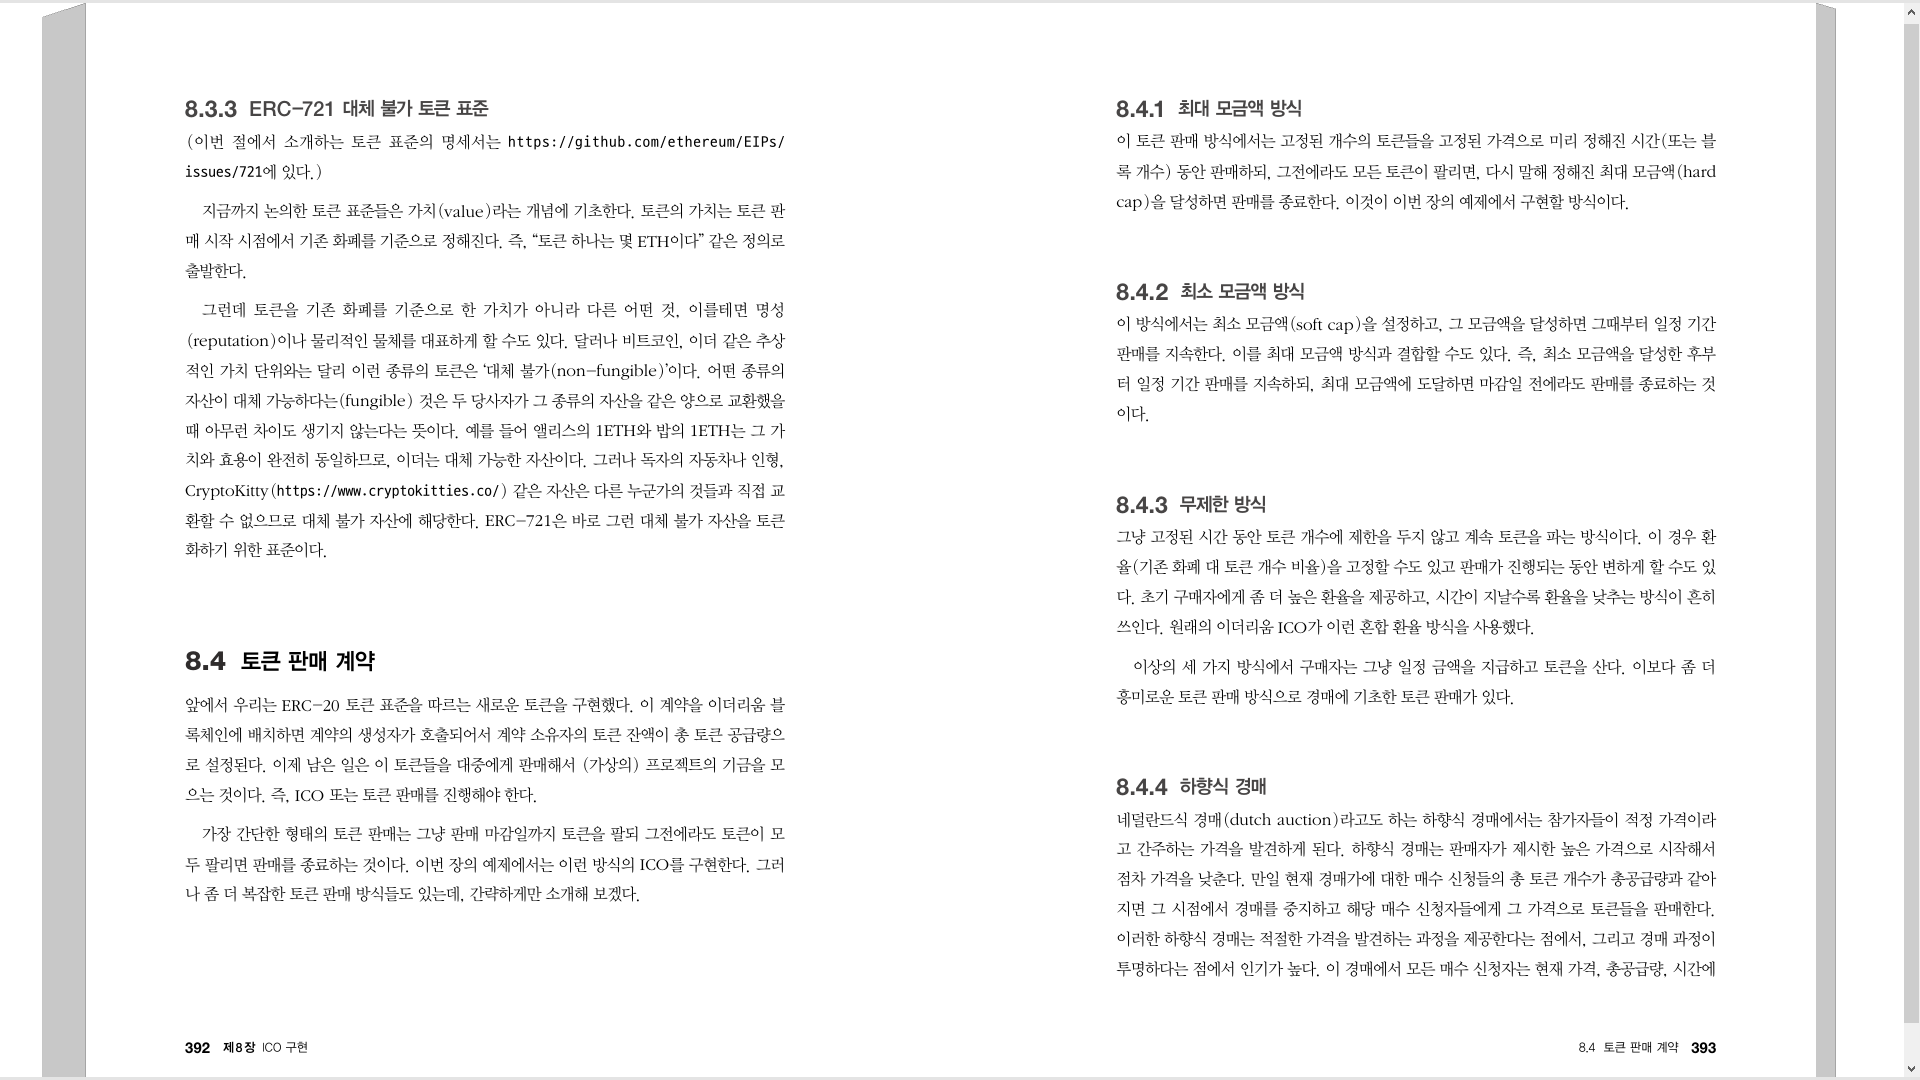 8.3.3 ERC-721 대체 불가 토큰 표준
(이번 절에서 소개하는 토큰 표준의 명세서는 https://github.com/ethereum/EIPs/
issues/721에 있다.)
지금까지 논의한 토큰 표준들은 가치(value)라는 개념에 기초한다. 토큰의 가치는 토큰 판
매 시작 시점에서 기존 화폐를 기준으로 정해진다. 즉, “토큰 하나는 몇 ETH이다” 같은 정의로
출발한다.
그런데 토큰을 기존 화폐를 기준으로 한 가치가 아니라 다른 어떤 것, 이를테면 명성
(reputation)이나 물리적인 물체를 대표하게 할 수도 있다. 달러나 비트코인, 이더 같은 추상
적인 가치 단위와는 달리 이런 종류의 토큰은 ‘대체 불가(non-fungible)’이다. 어떤 종류의
자산이 대체 가능하다는(fungible) 것은 두 당사자가 그 종류의 자산을 같은 양으로 교환했을
때 아무런 차이도 생기지 않는다는 뜻이다. 예를 들어 앨리스의 1ETH와 밥의 1ETH는 그 가
치와 효용이 완전히 동일하므로, 이더는 대체 가능한 자산이다. 그러나 독자의 자동차나 인형,
CryptoKitty(https://www.cryptokitties.co/) 같은 자산은 다른 누군가의 것들과 직접 교
환할 수 없으므로 대체 불가 자산에 해당한다. ERC-721은 바로 그런 대체 불가 자산을 토큰
화하기 위한 표준이다.
8.4 토큰 판매 계약
앞에서 우리는 ERC-20 토큰 표준을 따르는 새로운 토큰을 구현했다. 이 계약을 이더리움 블
록체인에 배치하면 계약의 생성자가 호출되어서 계약 소유자의 토큰 잔액이 총 토큰 공급량으
로 설정된다. 이제 남은 일은 이 토큰들을 대중에게 판매해서 (가상의) 프로젝트의 기금을 모
으는 것이다. 즉, ICO 또는 토큰 판매를 진행해야 한다.
가장 간단한 형태의 토큰 판매는 그냥 판매 마감일까지 토큰을 팔되 그전에라도 토큰이 모
두 팔리면 판매를 종료하는 것이다. 이번 장의 예제에서는 이런 방식의 ICO를 구현한다. 그러
나 좀 더 복잡한 토큰 판매 방식들도 있는데, 간략하게만 소개해 보겠다.
392 제8장 ICO 구현
8.4.1 최대 모금액 방식
이 토큰 판매 방식에서는 고정된 개수의 토큰들을 고정된 가격으로 미리 정해진 시간(또는 블
록 개수) 동안 판매하되, 그전에라도 모든 토큰이 팔리면, 다시 말해 정해진 최대 모금액(hard
cap)을 달성하면 판매를 종료한다. 이것이 이번 장의 예제에서 구현할 방식이다.
8.4.2 최소 모금액 방식
이 방식에서는 최소 모금액(soft cap)을 설정하고, 그 모금액을 달성하면 그때부터 일정 기간
판매를 지속한다. 이를 최대 모금액 방식과 결합할 수도 있다. 즉, 최소 모금액을 달성한 후부
터 일정 기간 판매를 지속하되, 최대 모금액에 도달하면 마감일 전에라도 판매를 종료하는 것
이다.
8.4.3 무제한 방식
그냥 고정된 시간 동안 토큰 개수에 제한을 두지 않고 계속 토큰을 파는 방식이다. 이 경우 환
율(기존 화폐 대 토큰 개수 비율)을 고정할 수도 있고 판매가 진행되는 동안 변하게 할 수도 있
다. 초기 구매자에게 좀 더 높은 환율을 제공하고, 시간이 지날수록 환율을 낮추는 방식이 흔히
쓰인다. 원래의 이더리움 ICO가 이런 혼합 환율 방식을 사용했다.
이상의 세 가지 방식에서 구매자는 그냥 일정 금액을 지급하고 토큰을 산다. 이보다 좀 더
흥미로운 토큰 판매 방식으로 경매에 기초한 토큰 판매가 있다.
8.4.4 하향식 경매
네덜란드식 경매(dutch auction)라고도 하는 하향식 경매에서는 참가자들이 적정 가격이라
고 간주하는 가격을 발견하게 된다. 하향식 경매는 판매자가 제시한 높은 가격으로 시작해서
점차 가격을 낮춘다. 만일 현재 경매가에 대한 매수 신청들의 총 토큰 개수가 총공급량과 같아
지면 그 시점에서 경매를 중지하고 해당 매수 신청자들에게 그 가격으로 토큰들을 판매한다.
이러한 하향식 경매는 적절한 가격을 발견하는 과정을 제공한다는 점에서, 그리고 경매 과정이
투명하다는 점에서 인기가 높다. 이 경매에서 모든 매수 신청자는 현재 가격, 총공급량, 시간에
8.4 토큰 판매 계약 393